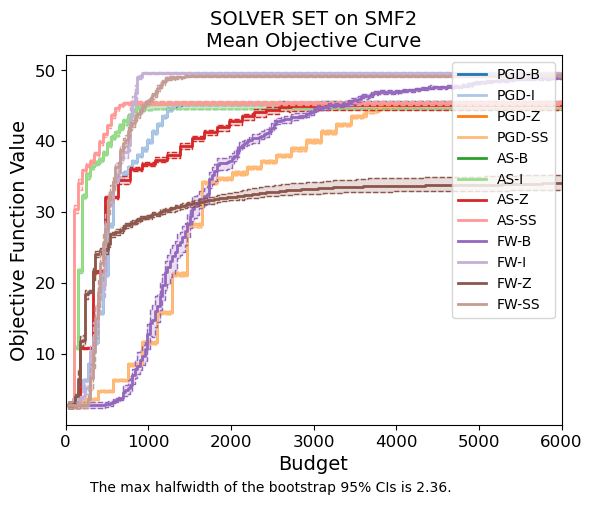 SOLVER SET on SMF2
Mean Objective Curve
Objective Function Value
50
40
30
20
10
0
1000
2000
3000
4000
5000
6000
Budget
PGD-B
PGD-I
PGD-Z
PGD-SS
AS-B
AS-I
AS-Z
AS-SS
FW-B
FW-I
FW-Z
FW-SS
The max halfwidth of the bootstrap 95% CIs is 2.36.